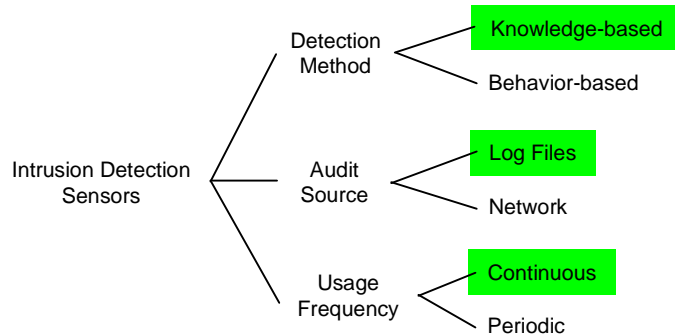 Detection
Method
Knowledge-based
Behavior-based
Intrusion Detection
Sensors
Audit
Source
Log Files
Network
Usage
Frequency
Continuous
Periodic